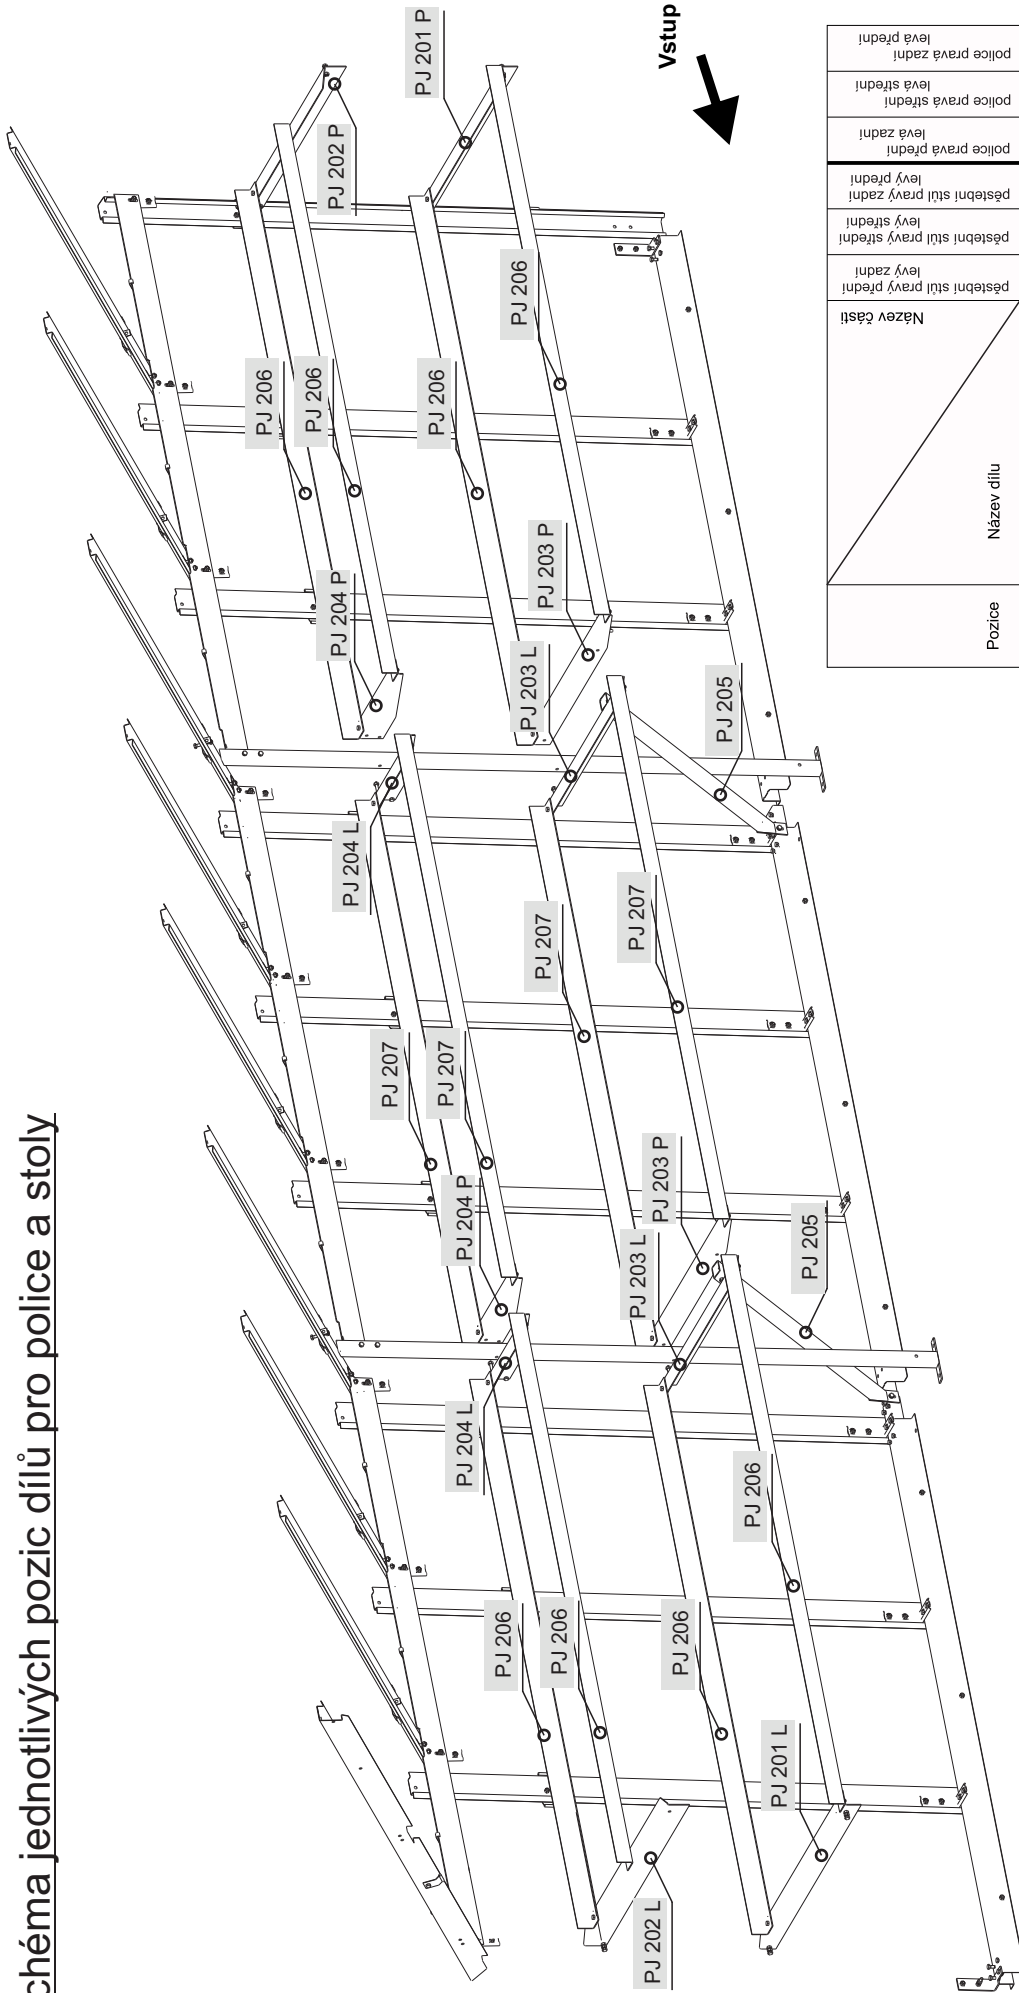 chéma jednotlivých pozic dílů pro police a stoly
PJ 206
PJ 206
PJ 204 P
PJ 202 P
PJ 204 L
PJ 207
PJ 201 P
PJ 206
PJ 207
PJ 204 P
PJ 204 L
PJ 206
PJ 206
PJ 203 L
PJ 207
PJ 203 P
PJ 206
PJ 207
PJ 203 L
PJ 202 L
PJ 203 P
Vstup
PJ 206
PJ 205
PJ 206
PJ 201 L
PJ 205
Pozice
Název dílu
Název části
pěstební stůl pravý přední
levý zadní
pěstební stůl pravý střední
levý střední
pěstební stůl pravý zadní
levý přední
police pravá přední
levá zadní
police pravá střední
levá střední
police pravá zadní
levá přední